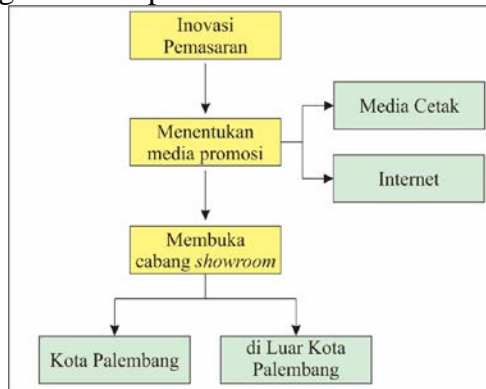 Inovasi
Pemasaran
Menentukan
media promosi
Media Cetak
Internet
Membuka
cabang showroom
Kota Palembang
di Luar Kota
Palembang